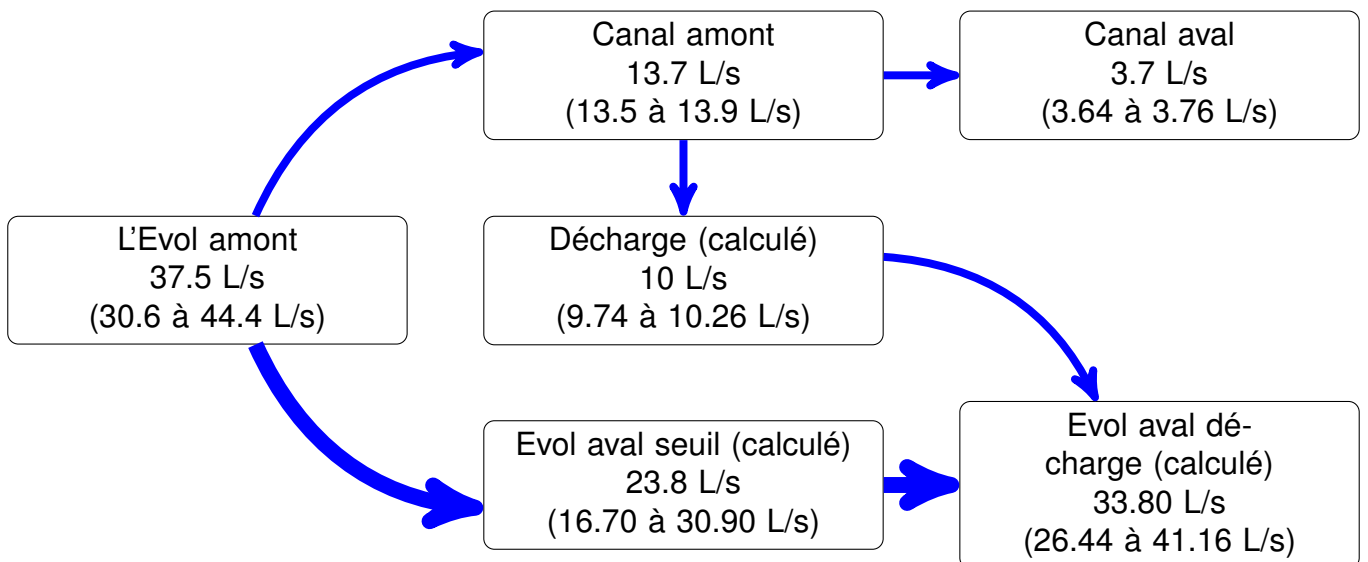 Canal amont
13.7 L/s
(13.5 à 13.9 L/s)
Canal aval
3.7 L/s
(3.64 à 3.76 L/s)
L'Evol amont
37.5 L/s
(30.6 à 44.4 L/s)
Décharge (calculé)
10 L/s
(9.74 à 10.26 L/s)
Evol aval seuil (calculé)
23.8 L/s
(16.70 à 30.90 L/s)
Evol aval dé-
charge (calculé)
33.80 L/s
(26.44 à 41.16 L/s)